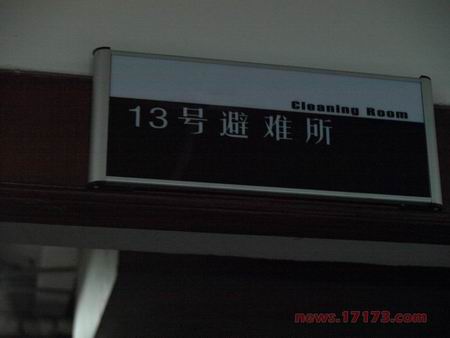 Cleaning Room
13号避难所
news.17173.com